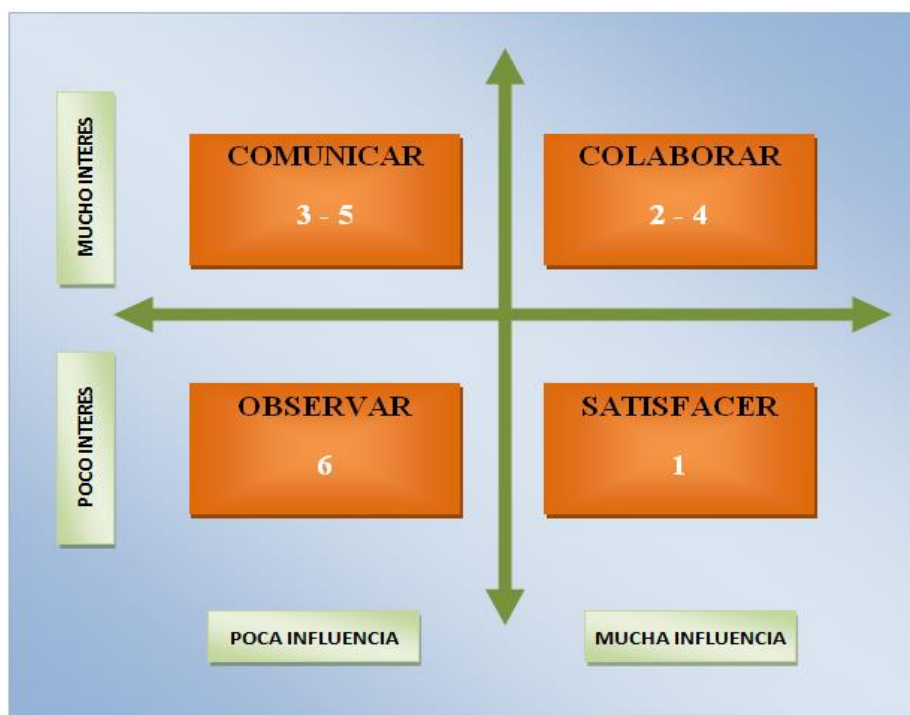 MUCHO INTERES
COMUNICAR
3 - 5
COLABORAR
2 - 4
POCO INTERES
OBSERVAR
6
SATISFACER
1
POCA INFLUENCIA
MUCHA INFLUENCIA